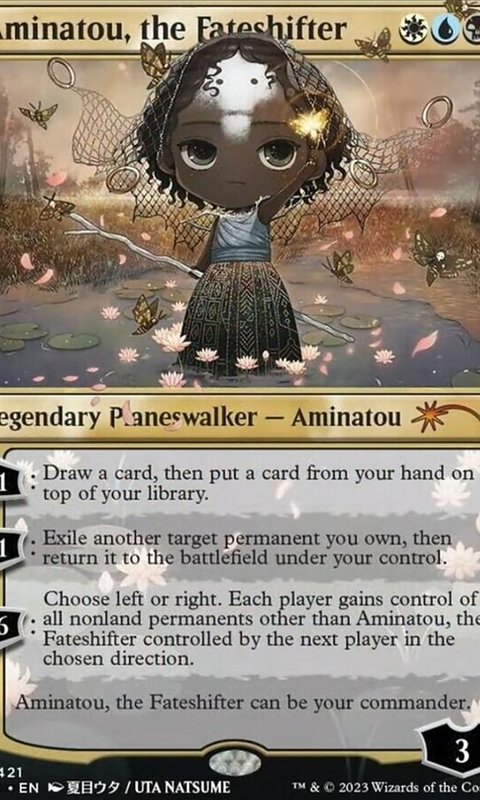 Aminatou, the Fateshifter
Legendary Planeswalker — Aminatou
1: Draw a card, then put a card from your hand on
top of your library.
1: Exile another target permanent you own, then
return it to the battlefield under your control.
Choose left or right. Each player gains control of
6: all nonland permanents other than Aminatou, the
Fateshifter controlled by the next player in the
chosen direction.
Aminatou, the Fateshifter can be your commander.
3
421
• EN 夏目ウタ / UTA NATSUME
™ & © 2023 Wizards of the Co